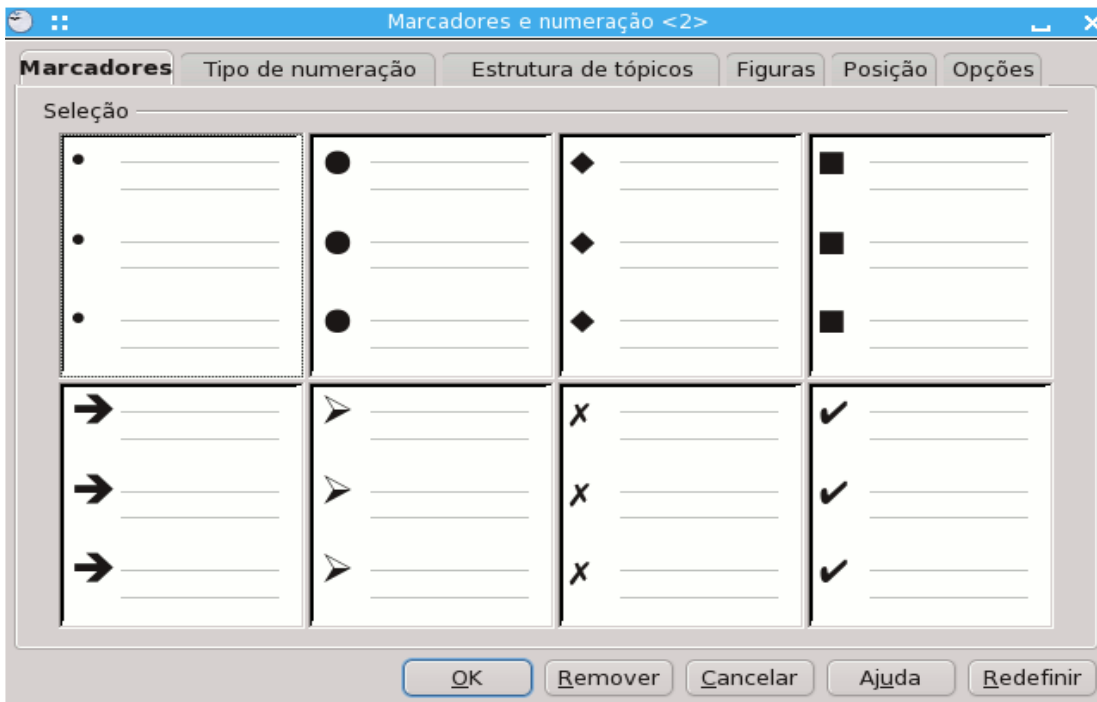 Marcadores e numeração <2>
Marcadores Tipo de numeração Estrutura de tópicos Figuras Posição Opções
Seleção
OK Remover Cancelar Ajuda Redefinir